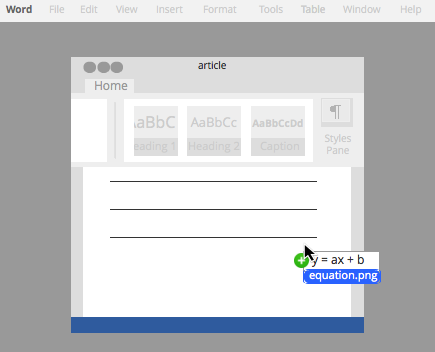 Word File Edit View Insert Format Tools Table Window Help
article
Home
AaBbC AaBbCc AaBbCcDd ¶
eading 1 Heading 2 Caption Styles
Pane
y = ax + b
equation.png